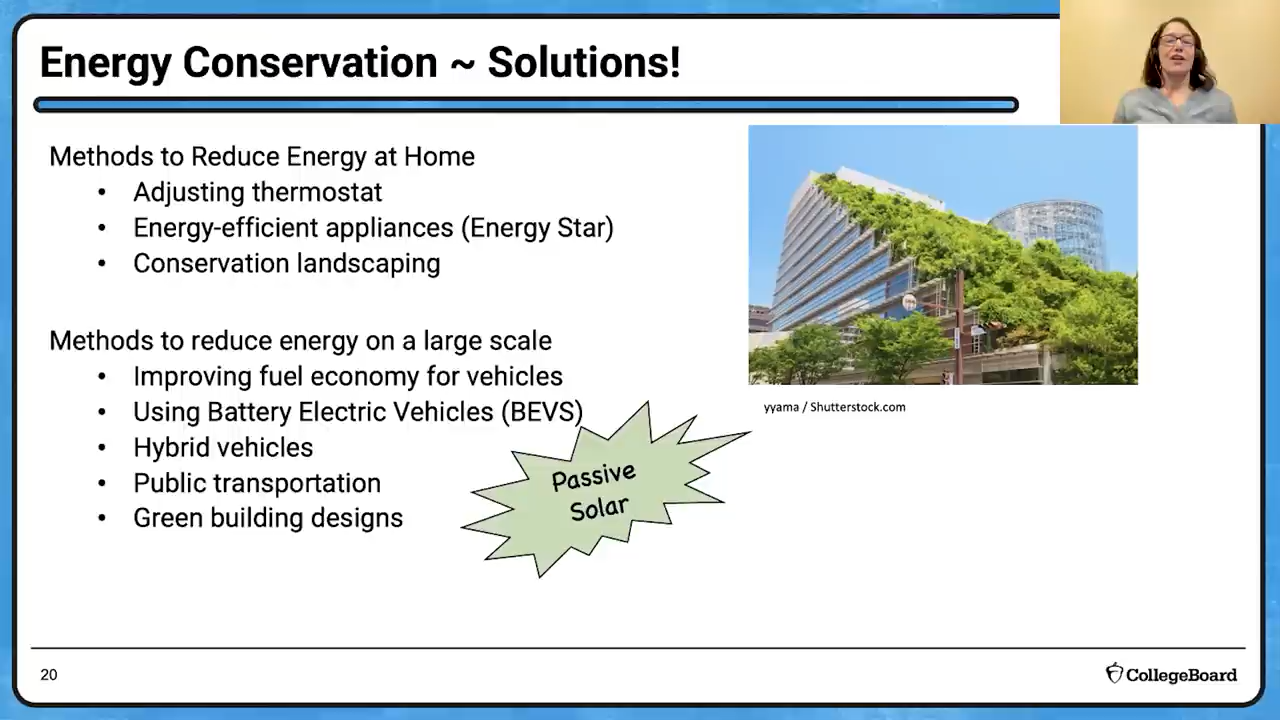 Energy Conservation ~ Solutions!
Methods to Reduce Energy at Home
• Adjusting thermostat
• Energy-efficient appliances (Energy Star)
• Conservation landscaping
Methods to reduce energy on a large scale
• Improving fuel economy for vehicles
• Using Battery Electric Vehicles (BEVS)
• Hybrid vehicles
• Public transportation
• Green building designs
Passive
Solar
yyama / Shutterstock.com
20
CollegeBoard